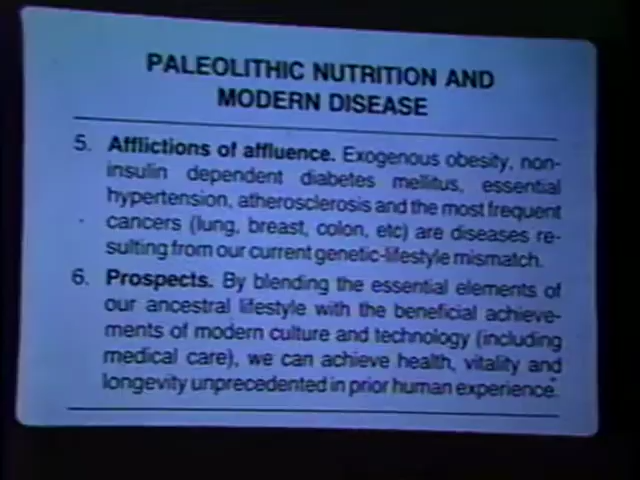 PALEOLITHIC NUTRITION AND
MODERN DISEASE
5. Afflictions of affluence. Exogenous obesity, non-
insulin dependent diabetes mellitus, essential
hypertension, atherosclerosis and the most frequent
cancers (lung, breast, colon, etc) are diseases re-
sulting from our current genetic-lifestyle mismatch.
6. Prospects. By blending the essential elements of
our ancestral lifestyle with the beneficial achieve-
ments of modern culture and technology (including
medical care), we can achieve health, vitality and
longevity unprecedented in prior human experience.